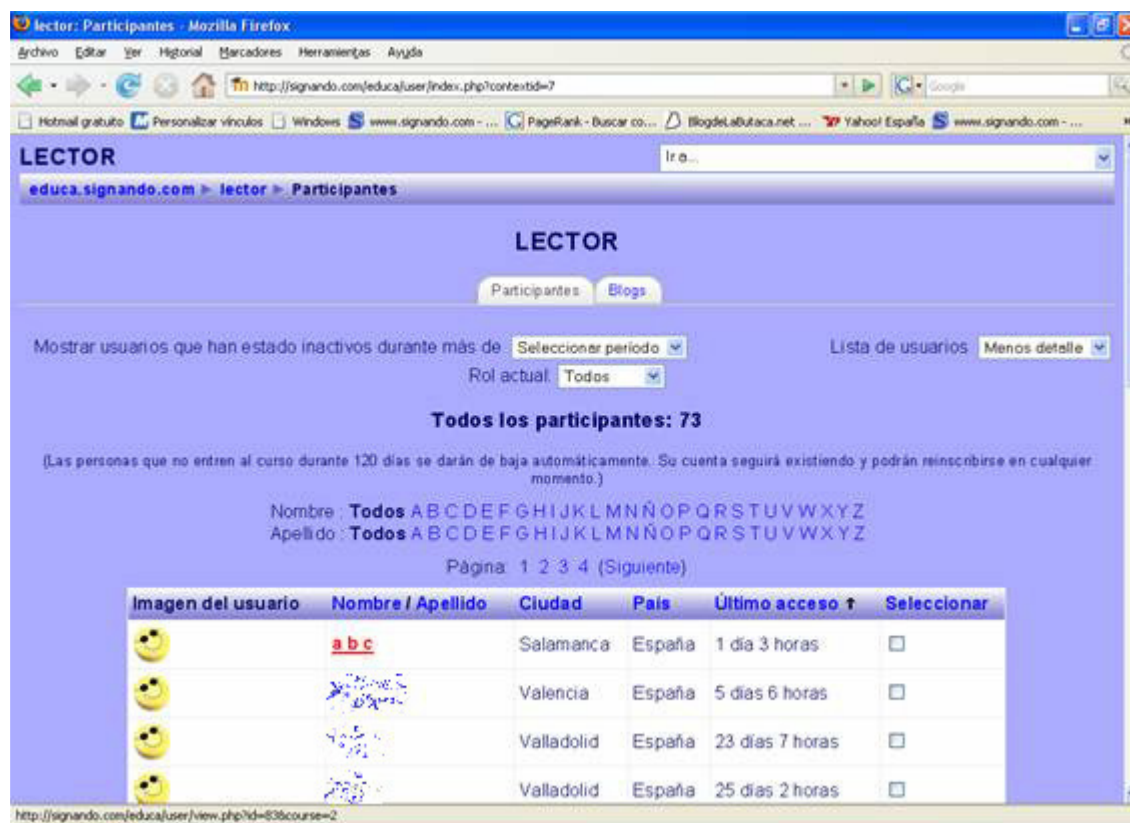 lector: Participantes - Mozilla Firefox
Archivo Editar Ver Historial Marcadores Herramientas Ayuda
http://signando.com/educa/user/index.php?contextid=7 Google
Hotmail gratuito Personalizar vínculos Windows www.signando.com - ... PageRank - Buscar co... BlogdeLaButaca.net ... Yahoo! España www.signando.com - ...
LECTOR Ir a...
educa.signando.com ► lector ► Participantes
LECTOR
Participantes Blogs
Mostrar usuarios que han estado inactivos durante más de Seleccionar período Lista de usuarios Menos detalle
Rol actual: Todos
Todos los participantes: 73
(Las personas que no entren al curso durante 120 días se darán de baja automáticamente. Su cuenta seguirá existiendo y podrán reinscribirse en cualquier
momento.)
Nombre : Todos A B C D E F G H I J K L M N Ñ O P Q R S T U V W X Y Z
Apellido : Todos A B C D E F G H I J K L M N Ñ O P Q R S T U V W X Y Z
Página: 1 2 3 4 (Siguiente)
Imagen del usuario Nombre / Apellido Ciudad País Último acceso ↑ Seleccionar
a b c Salamanca España 1 día 3 horas
Valencia España 5 días 6 horas
Valladolid España 23 días 7 horas
Valladolid España 25 días 2 horas
http://signando.com/educa/user/view.php?id=83&course=2